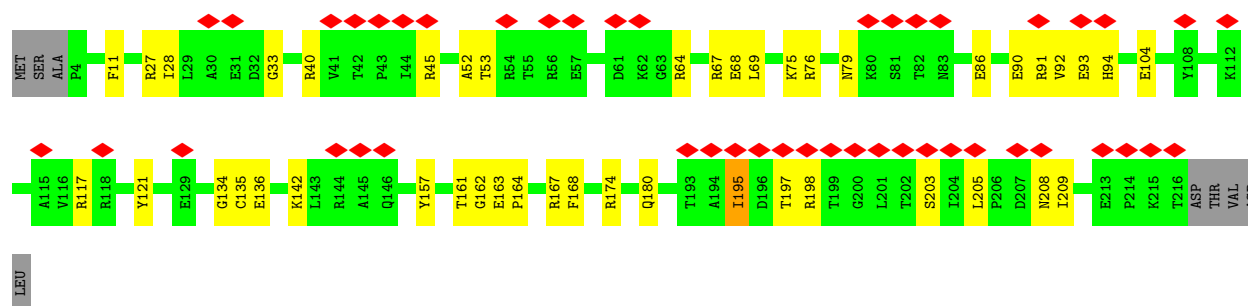 MET SER ALA P4 F11 R27 I28 L29 A30 E31 D32 G33 R40 V41 T42 P43 I44 R45 A52 T53 R54 T55 R56 E57 D61 K62 G63 R64 R67 E68 L69 K75 R76 N79 K80 S81 T82 N83 E86 E90 R91 V92 E93 H94 E104 Y108 K112
A115 V116 R117 R118 Y121 E129 G134 C135 E136 K142 L143 R144 A145 Q146 Y157 T161 G162 E163 P164 R167 F168 R174 Q180 T193 A194 I195 D196 T197 R198 T199 G200 L201 T202 S203 I204 L205 P206 D207 N208 I209 E213 P214 K215 T216 ASP THR VAL
LEU